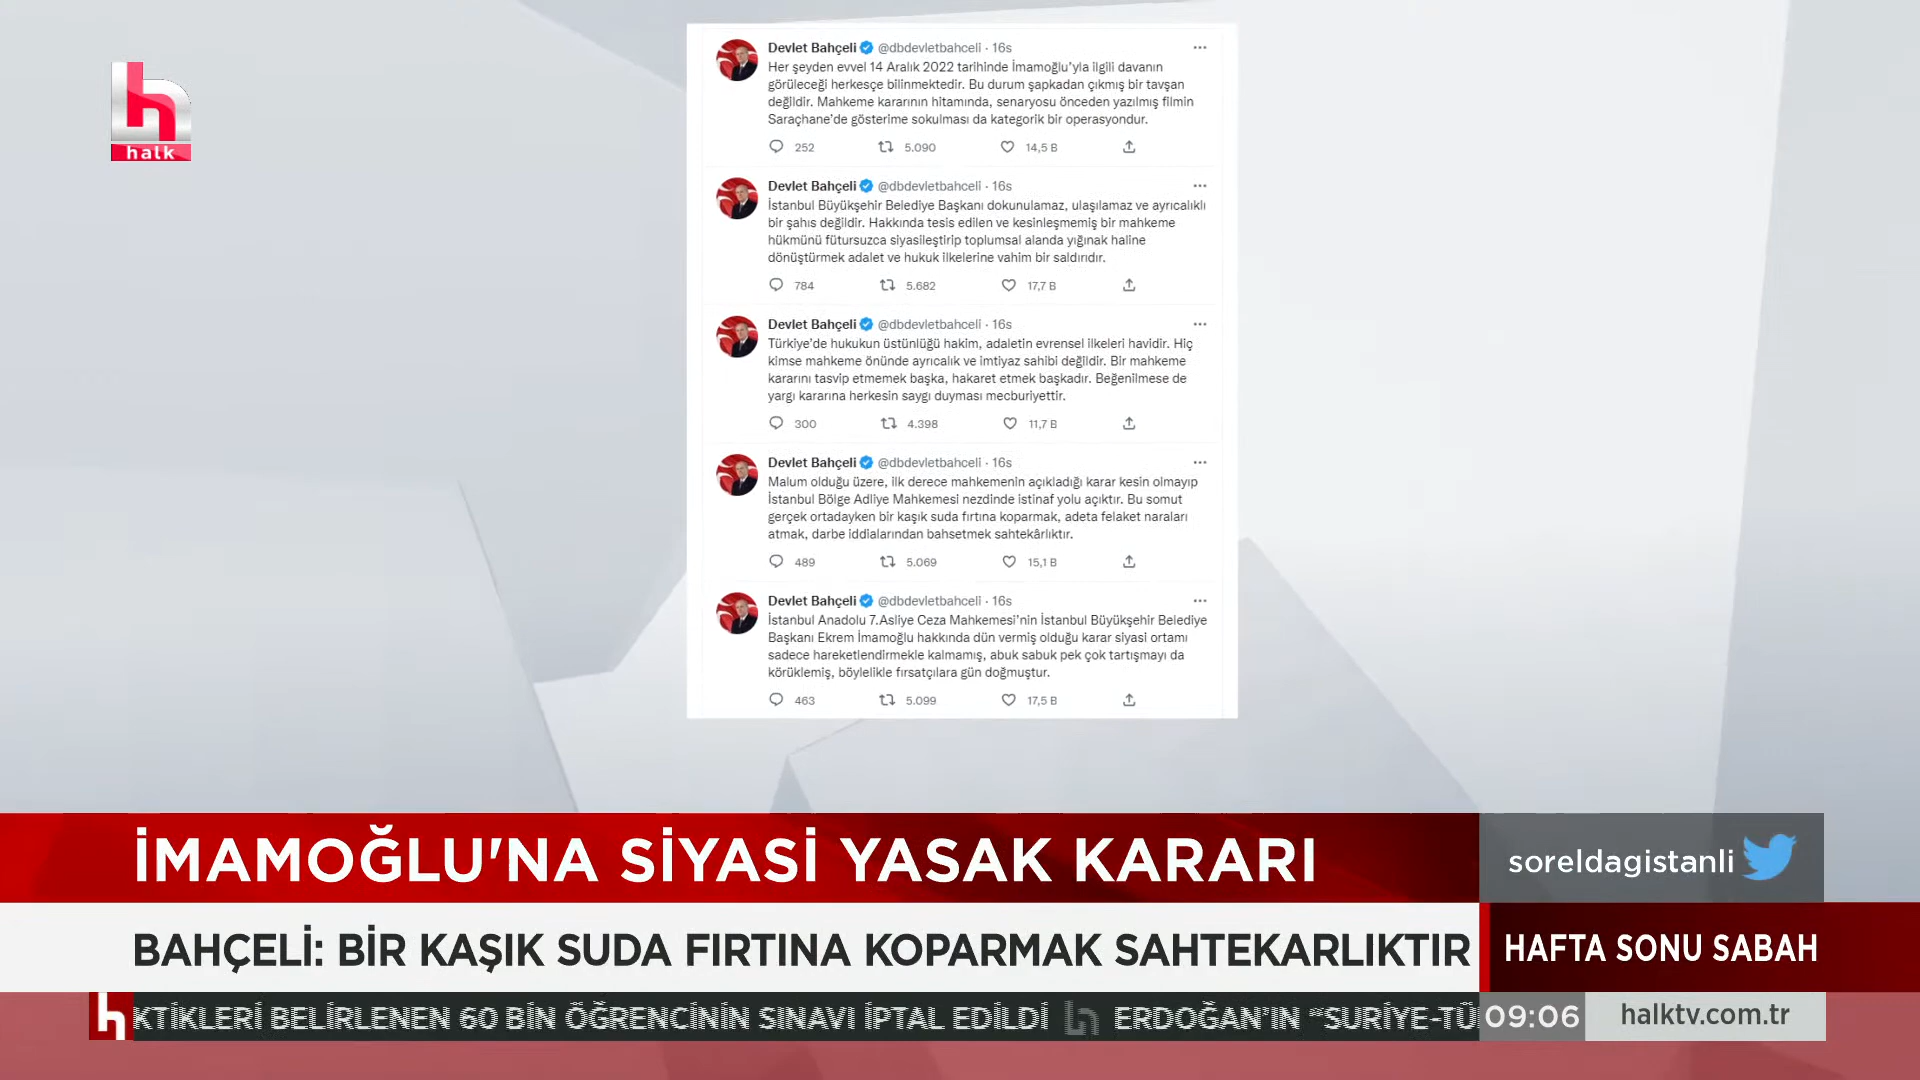 halk
Devlet Bahçeli @dbdevletbahceli · 16s
Her şeyden evvel 14 Aralık 2022 tarihinde İmamoğlu'yla ilgili davanın
görüleceği herkesçe bilinmektedir. Bu durum şapkadan çıkmış bir tavşan
değildir. Mahkeme kararının hitamında, senaryosu önceden yazılmış filmin
Saraçhane'de gösterime sokulması da kategorik bir operasyondur.
252 5.090 14,5 B
Devlet Bahçeli @dbdevletbahceli · 16s
İstanbul Büyükşehir Belediye Başkanı dokunulamaz, ulaşılamaz ve ayrıcalıklı
bir şahıs değildir. Hakkında tesis edilen ve kesinleşmemiş bir mahkeme
hükmünü fütursuzca siyasileştirip toplumsal alanda yığınak haline
dönüştürmek adalet ve hukuk ilkelerine vahim bir saldırıdır.
784 5.682 17,7 B
Devlet Bahçeli @dbdevletbahceli · 16s
Türkiye'de hukukun üstünlüğü hakim, adaletin evrensel ilkeleri havidir. Hiç
kimse mahkeme önünde ayrıcalık ve imtiyaz sahibi değildir. Bir mahkeme
kararını tasvip etmemek başka, hakaret etmek başkadır. Beğenilmese de
yargı kararına herkesin saygı duyması mecburiyettir.
300 4.398 11,7 B
Devlet Bahçeli @dbdevletbahceli · 16s
Malum olduğu üzere, ilk derece mahkemenin açıkladığı karar kesin olmayıp
İstanbul Bölge Adliye Mahkemesi nezdinde istinaf yolu açıktır. Bu somut
gerçek ortadayken bir kaşık suda fırtına koparmak, adeta felaket naraları
atmak, darbe iddialarından bahsetmek sahtekârlıktır.
489 5.069 15,1 B
Devlet Bahçeli @dbdevletbahceli · 16s
İstanbul Anadolu 7.Asliye Ceza Mahkemesi'nin İstanbul Büyükşehir Belediye
Başkanı Ekrem İmamoğlu hakkında dün vermiş olduğu karar siyasi ortamı
sadece hareketlendirmekle kalmamış, abuk sabuk pek çok tartışmayı da
körüklemiş, böylelikle fırsatçılara gün doğmuştur.
463 5.099 17,5 B
İMAMOĞLU'NA SİYASİ YASAK KARARI
soreldagistanli
BAHÇELİ: BİR KAŞIK SUDA FIRTINA KOPARMAK SAHTEKARLIKTIR
HAFTA SONU SABAH
KTİKLERİ BELİRLENEN 60 BİN ÖĞRENCİNİN SINAVI İPTAL EDİLDİ ERDOĞAN'IN "SURİYE-TÜ
09:06
halktv.com.tr